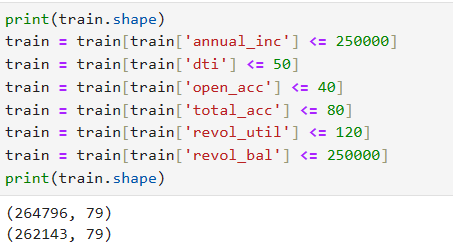 print(train.shape)
train = train[train['annual_inc'] <= 250000]
train = train[train['dti'] <= 50]
train = train[train['open_acc'] <= 40]
train = train[train['total_acc'] <= 80]
train = train[train['revol_util'] <= 120]
train = train[train['revol_bal'] <= 250000]
print(train.shape)
(264796, 79)
(262143, 79)